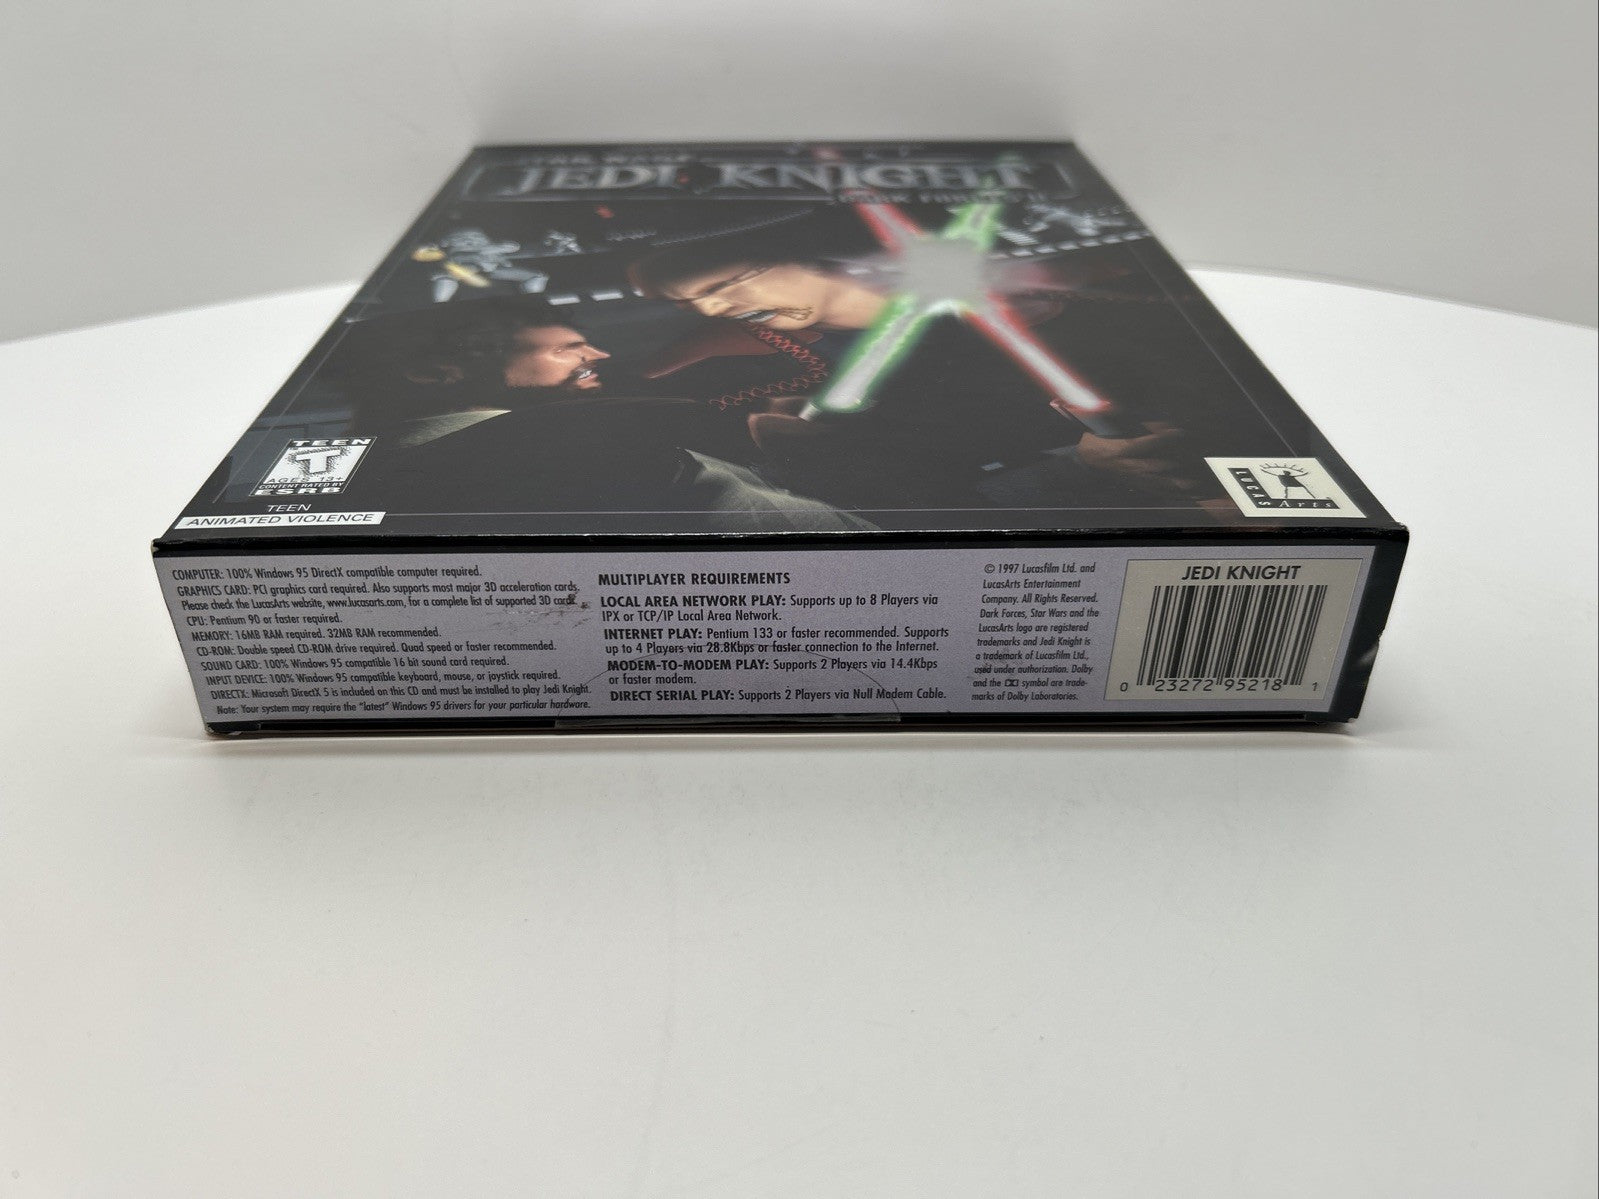 STAR WARS
JEDI KNIGHT
DARK FORCES II
TEEN
T
AGES 13+
CONTENT RATED BY
ESRB
TEEN
ANIMATED VIOLENCE
LUCAS
Arts
COMPUTER: 100% Windows 95 DirectX compatible computer required.
GRAPHICS CARD: PCI graphics card required. Also supports most major 3D acceleration cards.
Please check the LucasArts website, www.lucasarts.com, for a complete list of supported 3D cards.
CPU: Pentium 90 or faster required.
MEMORY: 16MB RAM required. 32MB RAM recommended.
CD-ROM: Double speed CD-ROM drive required. Quad speed or faster recommended.
SOUND CARD: 100% Windows 95 compatible 16 bit sound card required.
INPUT DEVICE: 100% Windows 95 compatible keyboard, mouse, or joystick required.
DIRECTX: Microsoft DirectX 5 is included on this CD and must be installed to play Jedi Knight.
Note: Your system may require the "latest" Windows 95 drivers for your particular hardware.
MULTIPLAYER REQUIREMENTS
LOCAL AREA NETWORK PLAY: Supports up to 8 Players via
IPX or TCP/IP Local Area Network.
INTERNET PLAY: Pentium 133 or faster recommended. Supports
up to 4 Players via 28.8Kbps or faster connection to the Internet.
MODEM-TO-MODEM PLAY: Supports 2 Players via 14.4Kbps
or faster modem.
DIRECT SERIAL PLAY: Supports 2 Players via Null Modem Cable.
© 1997 Lucasfilm Ltd. and
LucasArts Entertainment
Company. All Rights Reserved.
Dark Forces, Star Wars and the
LucasArts logo are registered
trademarks and Jedi Knight is
a trademark of Lucasfilm Ltd.,
used under authorization. Dolby
and the symbol are trade-
marks of Dolby Laboratories.
JEDI KNIGHT
0 23272 95218 1